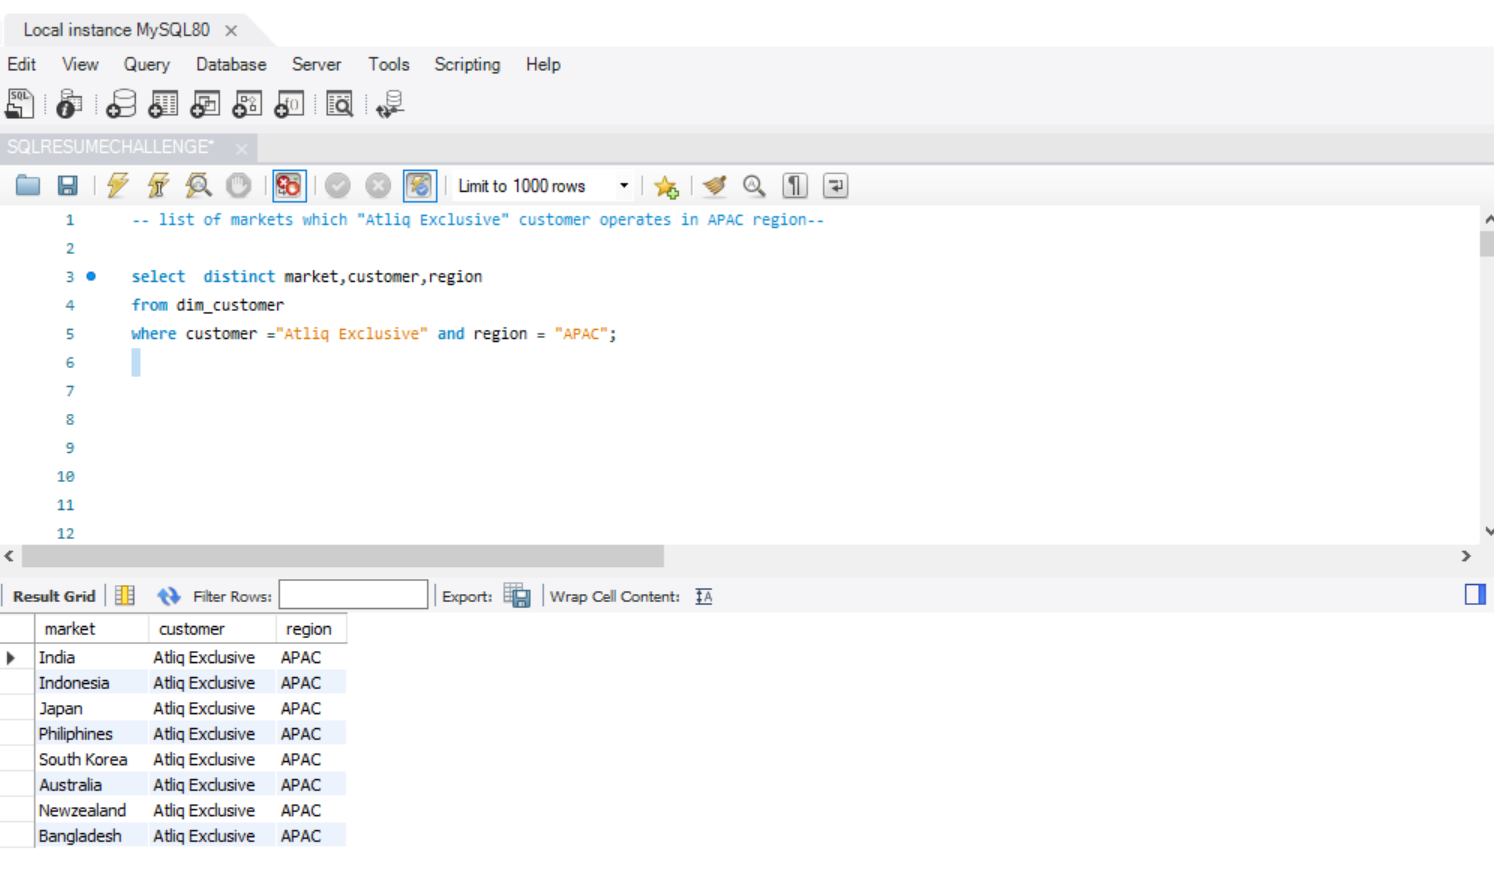 Local instance MySQL80
Edit View Query Database Server Tools Scripting Help
SQLRESUMECHALLENGE*
Limit to 1000 rows
1 -- list of markets which "Atliq Exclusive" customer operates in APAC region--
2
3 select  distinct market,customer,region
4 from dim_customer
5 where customer ="Atliq Exclusive" and region = "APAC";
6
7
8
9
10
11
12
Result Grid Filter Rows: Export: Wrap Cell Content:
market customer region
India Atliq Exclusive APAC
Indonesia Atliq Exclusive APAC
Japan Atliq Exclusive APAC
Philiphines Atliq Exclusive APAC
South Korea Atliq Exclusive APAC
Australia Atliq Exclusive APAC
Newzealand Atliq Exclusive APAC
Bangladesh Atliq Exclusive APAC